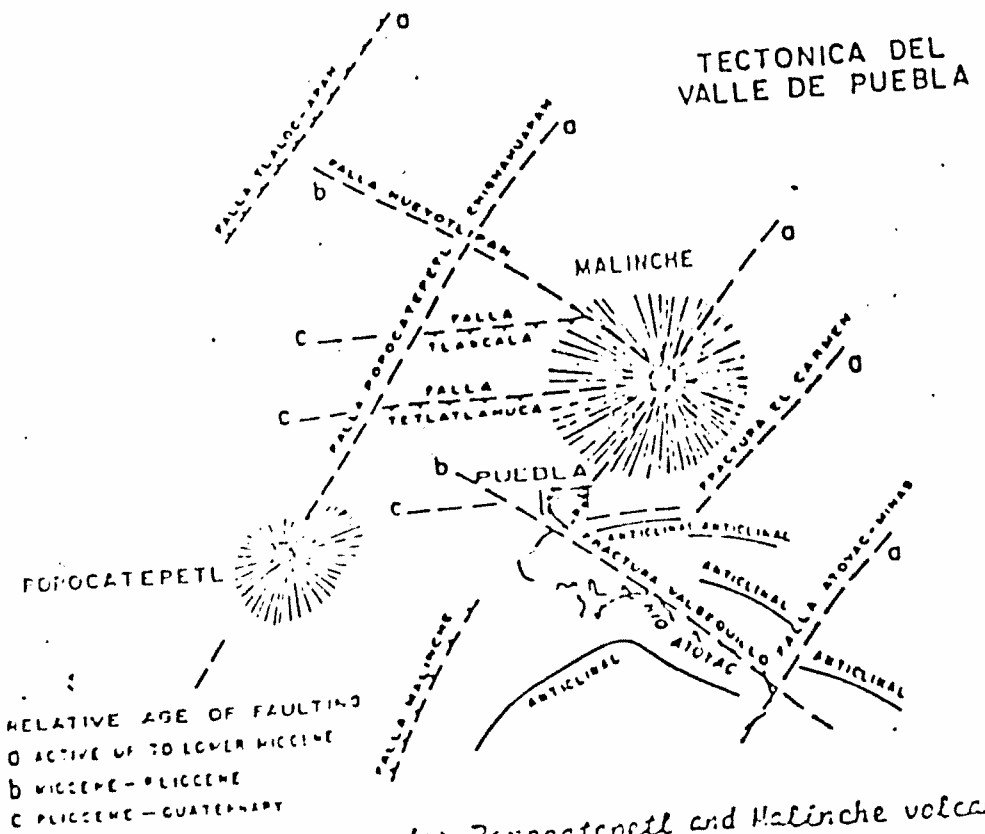 TECTONICA DEL
VALLE DE PUEBLA
a
FALLA TLALOC-APAN
a
CHIGNAHUAPAN
b
FALLA HUEYOTLIPAN
a
MALINCHE
FALLA POPOCATEPETL
C
FALLA
TLAXCALA
a
FRACTURA EL CARMEN
C
FALLA
TETLATLAHUCA
b
PUEBLA
C
ANTICLINAL ANTICLINAL
FALLA ATOYAC-MINAS
a
POPOCATEPETL
FRACTURA VALSEQUILLO
ANTICLINAL
RIO ATOYAC
FALLA MALINCHE
ANTICLINAL
ANTICLINAL
RELATIVE AGE OF FAULTING
a ACTIVE UP TO LOWER MIOCENE
b MIOCENE-PLIOCENE
C PLIOCENE-QUATERNARY
Popocatepetl and Malinche volca